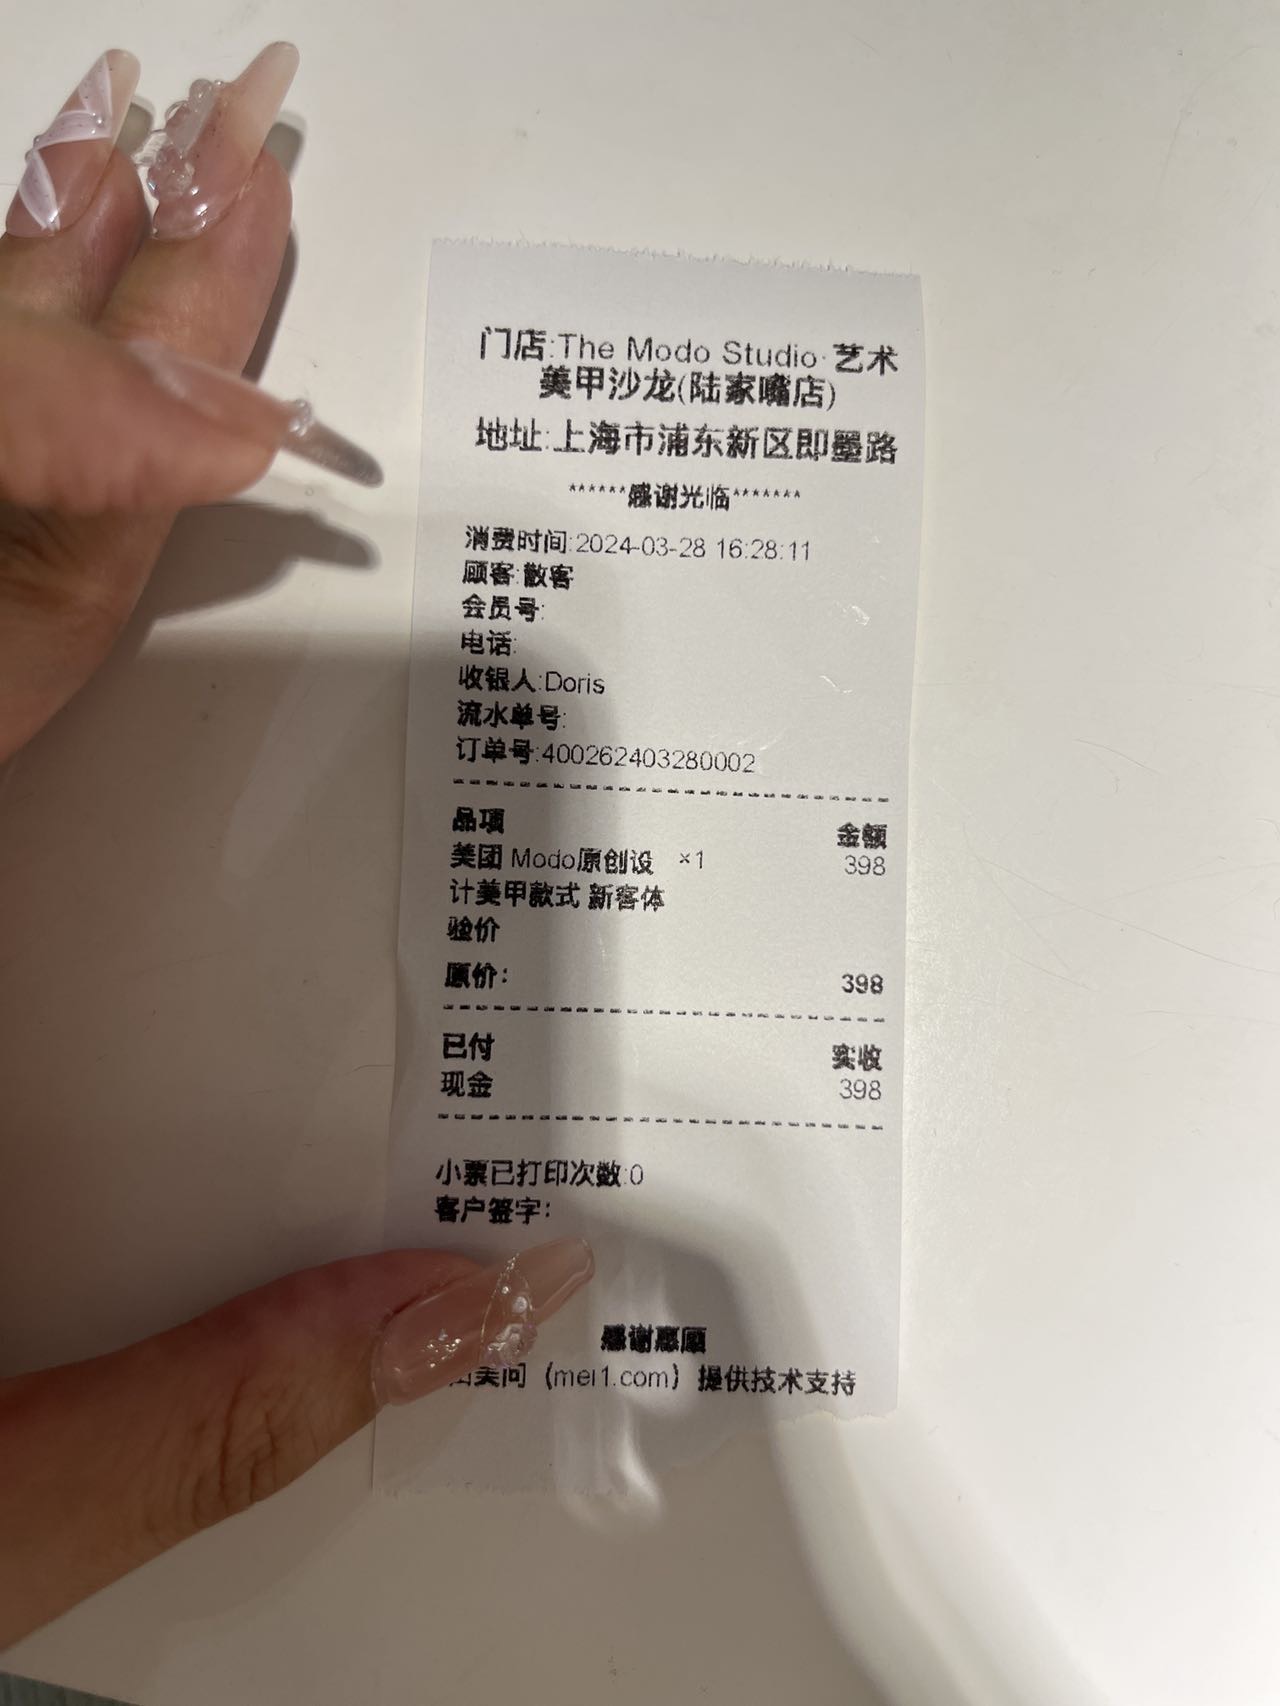 门店:The Modo Studio·艺术
美甲沙龙(陆家嘴店)
地址:上海市浦东新区即墨路
******感谢光临*******
消费时间:2024-03-28 16:28:11
顾客:散客
会员号:
电话:
收银人:Doris
流水单号:
订单号:400262403280002
品项 金额
美团 Modo原创设 ×1 398
计美甲款式 新客体
验价
原价: 398
已付 实收
现金 398
小票已打印次数:0
客户签字:
感谢惠顾
美问（mei1.com）提供技术支持